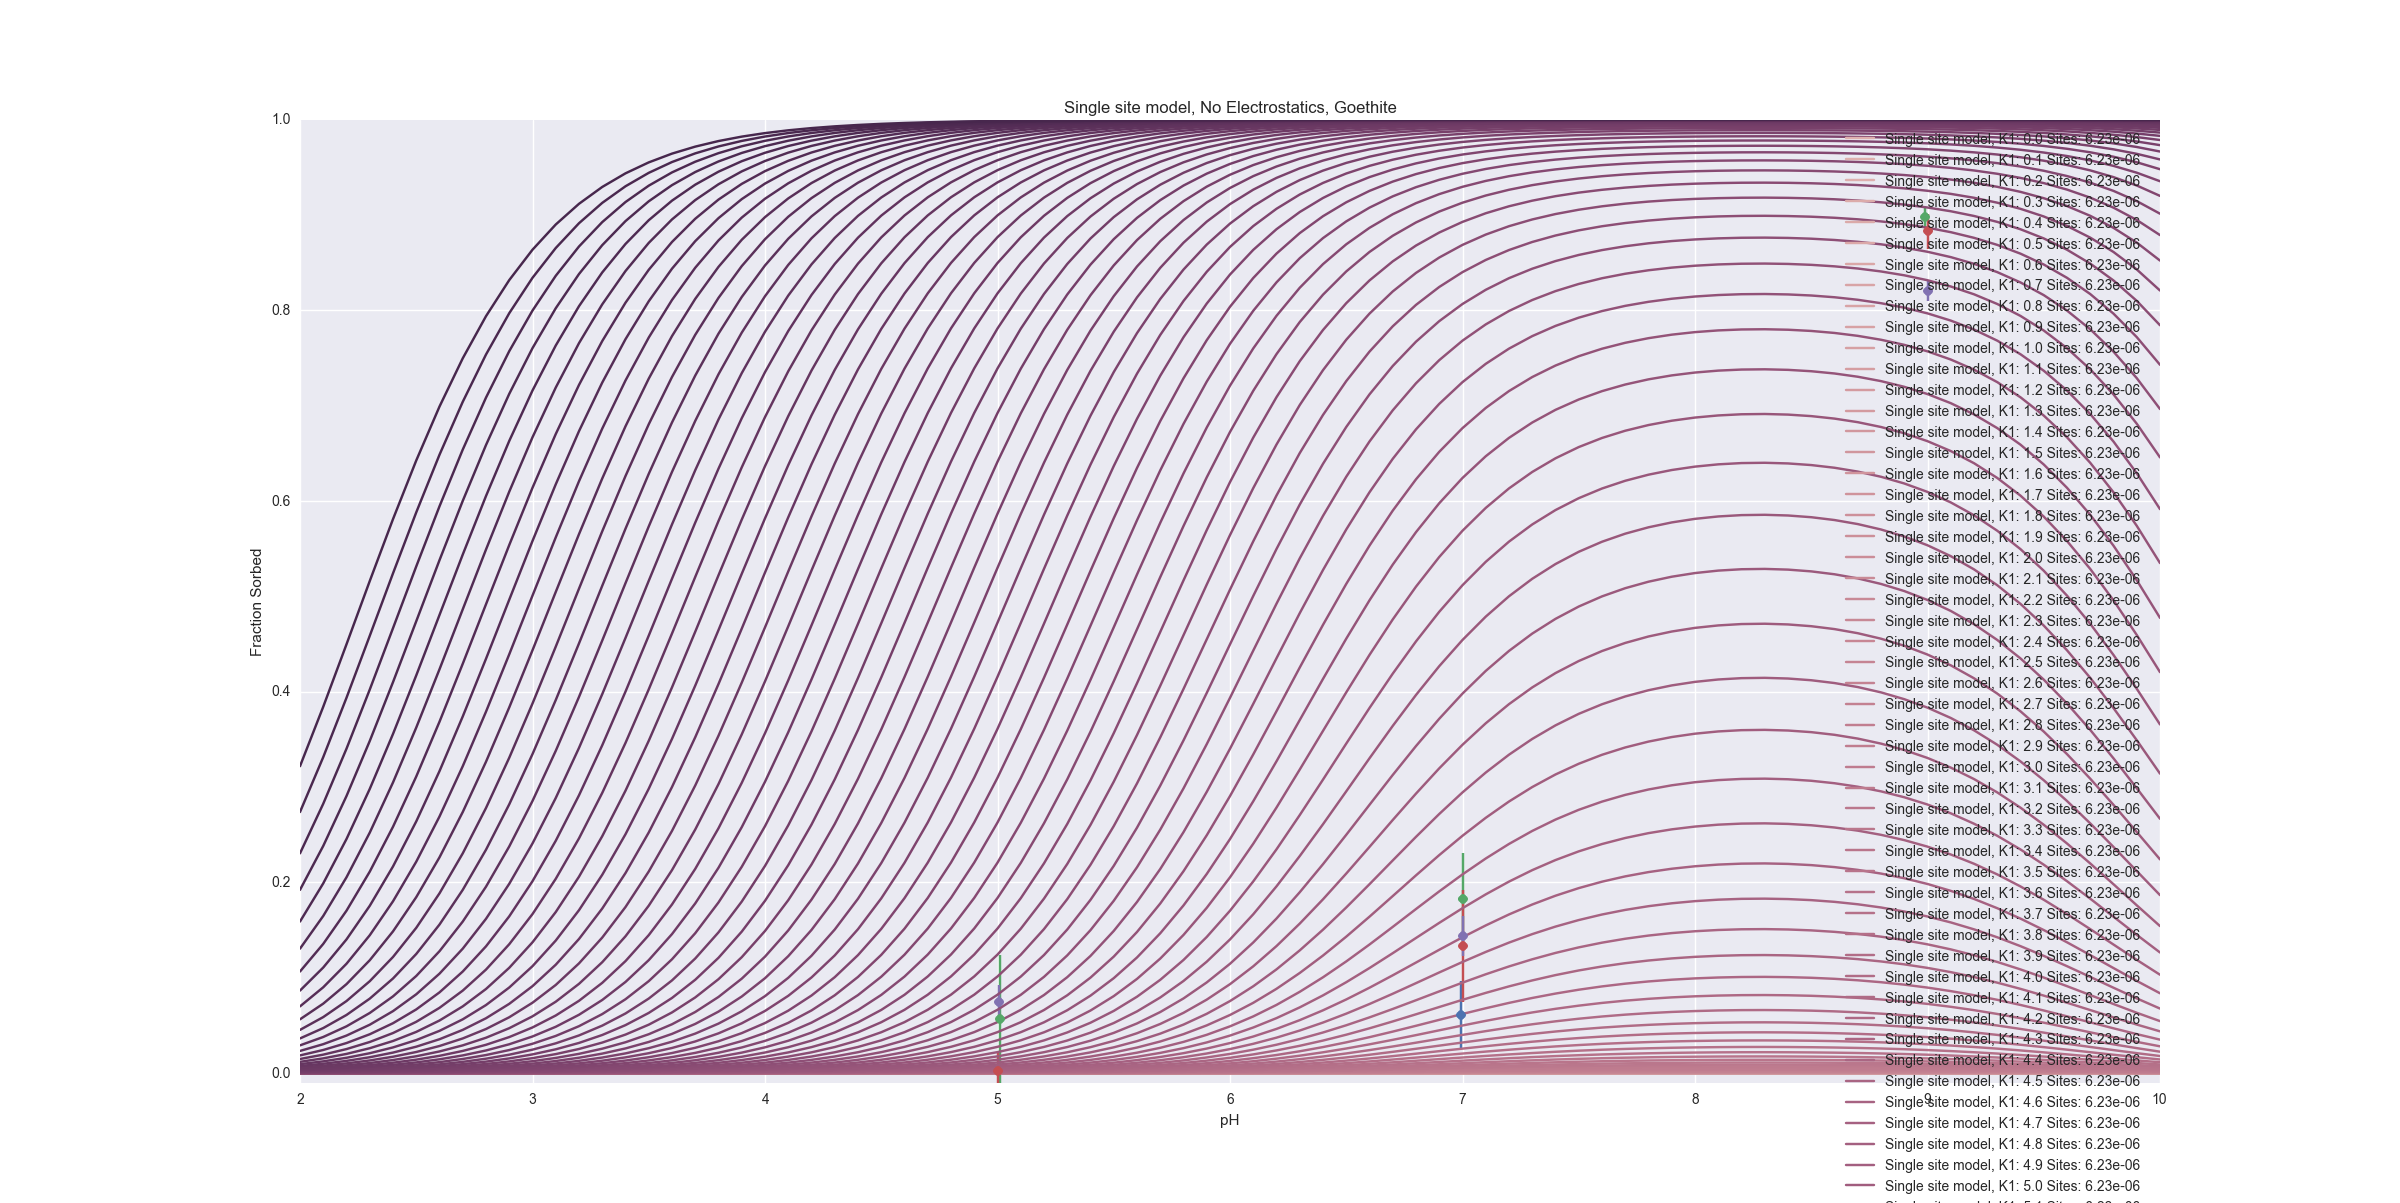 Single site model, No Electrostatics, Goethite
1.0
0.8
0.6
0.4
0.2
0.0
Fraction Sorbed
2
3
4
5
6
7
8
9
10
pH
Single site model, K1: 0.0 Sites: 6.23e-06
Single site model, K1: 0.1 Sites: 6.23e-06
Single site model, K1: 0.2 Sites: 6.23e-06
Single site model, K1: 0.3 Sites: 6.23e-06
Single site model, K1: 0.4 Sites: 6.23e-06
Single site model, K1: 0.5 Sites: 6.23e-06
Single site model, K1: 0.6 Sites: 6.23e-06
Single site model, K1: 0.7 Sites: 6.23e-06
Single site model, K1: 0.8 Sites: 6.23e-06
Single site model, K1: 0.9 Sites: 6.23e-06
Single site model, K1: 1.0 Sites: 6.23e-06
Single site model, K1: 1.1 Sites: 6.23e-06
Single site model, K1: 1.2 Sites: 6.23e-06
Single site model, K1: 1.3 Sites: 6.23e-06
Single site model, K1: 1.4 Sites: 6.23e-06
Single site model, K1: 1.5 Sites: 6.23e-06
Single site model, K1: 1.6 Sites: 6.23e-06
Single site model, K1: 1.7 Sites: 6.23e-06
Single site model, K1: 1.8 Sites: 6.23e-06
Single site model, K1: 1.9 Sites: 6.23e-06
Single site model, K1: 2.0 Sites: 6.23e-06
Single site model, K1: 2.1 Sites: 6.23e-06
Single site model, K1: 2.2 Sites: 6.23e-06
Single site model, K1: 2.3 Sites: 6.23e-06
Single site model, K1: 2.4 Sites: 6.23e-06
Single site model, K1: 2.5 Sites: 6.23e-06
Single site model, K1: 2.6 Sites: 6.23e-06
Single site model, K1: 2.7 Sites: 6.23e-06
Single site model, K1: 2.8 Sites: 6.23e-06
Single site model, K1: 2.9 Sites: 6.23e-06
Single site model, K1: 3.0 Sites: 6.23e-06
Single site model, K1: 3.1 Sites: 6.23e-06
Single site model, K1: 3.2 Sites: 6.23e-06
Single site model, K1: 3.3 Sites: 6.23e-06
Single site model, K1: 3.4 Sites: 6.23e-06
Single site model, K1: 3.5 Sites: 6.23e-06
Single site model, K1: 3.6 Sites: 6.23e-06
Single site model, K1: 3.7 Sites: 6.23e-06
Single site model, K1: 3.8 Sites: 6.23e-06
Single site model, K1: 3.9 Sites: 6.23e-06
Single site model, K1: 4.0 Sites: 6.23e-06
Single site model, K1: 4.1 Sites: 6.23e-06
Single site model, K1: 4.2 Sites: 6.23e-06
Single site model, K1: 4.3 Sites: 6.23e-06
Single site model, K1: 4.4 Sites: 6.23e-06
Single site model, K1: 4.5 Sites: 6.23e-06
Single site model, K1: 4.6 Sites: 6.23e-06
Single site model, K1: 4.7 Sites: 6.23e-06
Single site model, K1: 4.8 Sites: 6.23e-06
Single site model, K1: 4.9 Sites: 6.23e-06
Single site model, K1: 5.0 Sites: 6.23e-06